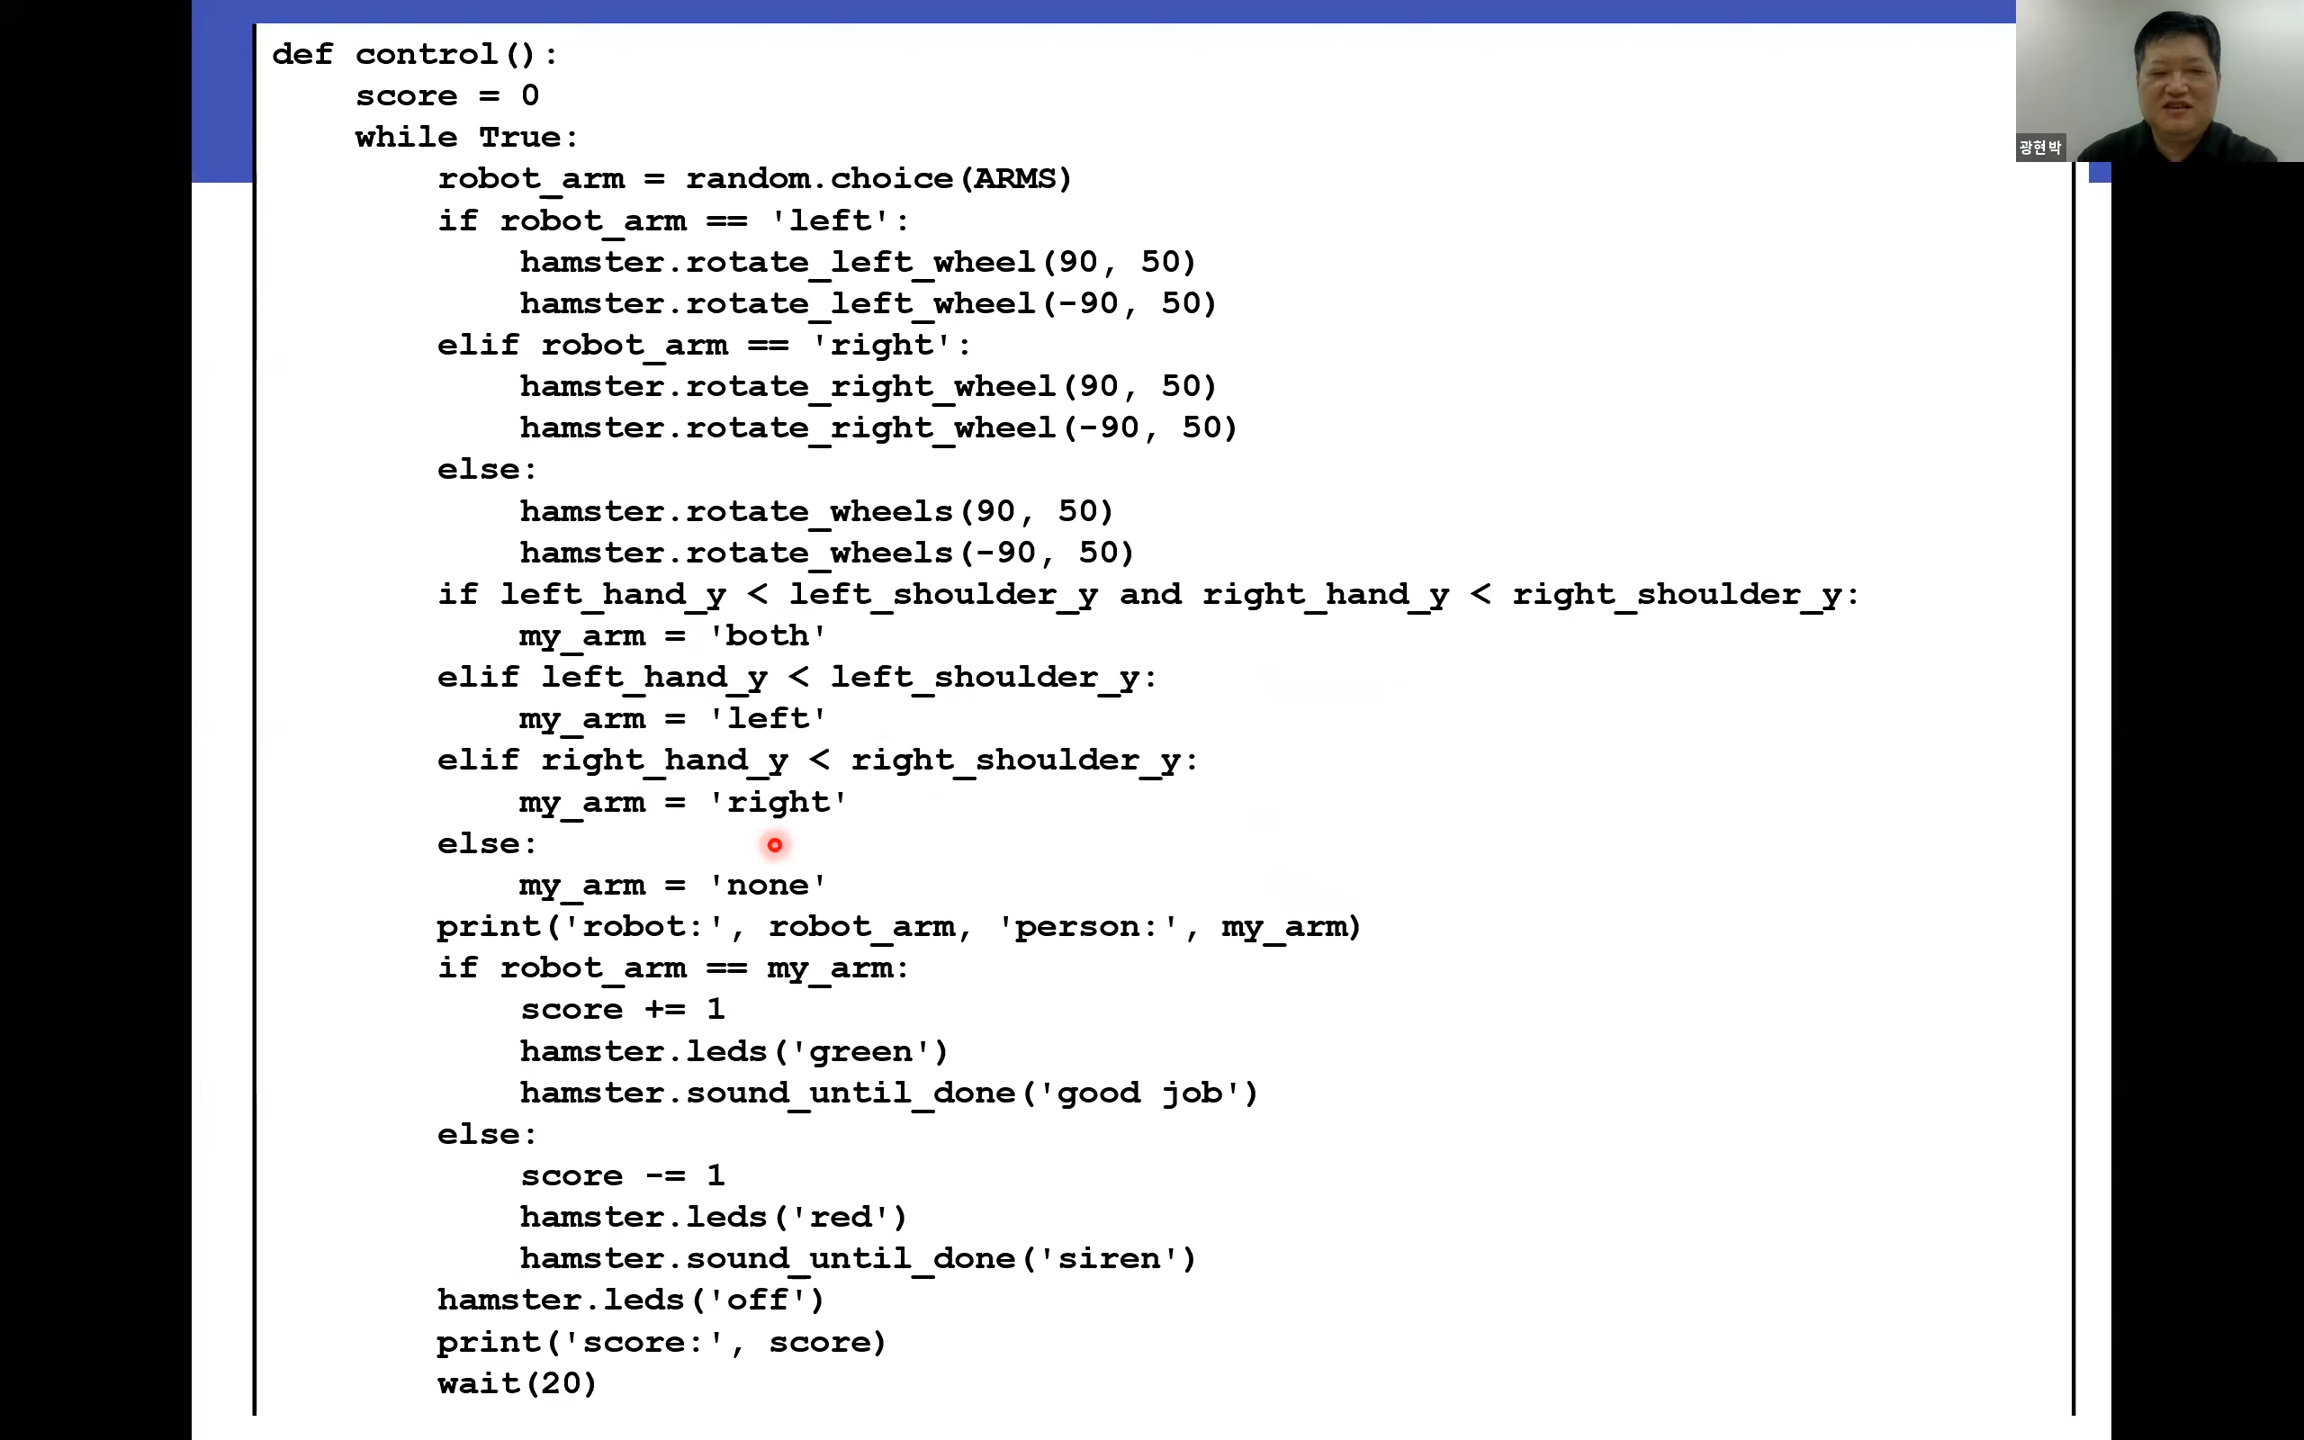 def control():
    score = 0
    while True:
        robot_arm = random.choice(ARMS)
        if robot_arm == 'left':
            hamster.rotate_left_wheel(90, 50)
            hamster.rotate_left_wheel(-90, 50)
        elif robot_arm == 'right':
            hamster.rotate_right_wheel(90, 50)
            hamster.rotate_right_wheel(-90, 50)
        else:
            hamster.rotate_wheels(90, 50)
            hamster.rotate_wheels(-90, 50)
        if left_hand_y < left_shoulder_y and right_hand_y < right_shoulder_y:
            my_arm = 'both'
        elif left_hand_y < left_shoulder_y:
            my_arm = 'left'
        elif right_hand_y < right_shoulder_y:
            my_arm = 'right'
        else:
            my_arm = 'none'
        print('robot:', robot_arm, 'person:', my_arm)
        if robot_arm == my_arm:
            score += 1
            hamster.leds('green')
            hamster.sound_until_done('good job')
        else:
            score -= 1
            hamster.leds('red')
            hamster.sound_until_done('siren')
        hamster.leds('off')
        print('score:', score)
        wait(20)
광현박